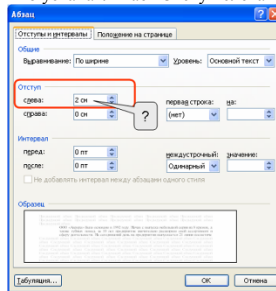 Абзац
Отступы и интервалы Положение на странице
Общие
Выравнивание: По ширине Уровень: Основной текст
Отступ
слева: 2 см первая строка: на:
справа: 0 см (нет)
?
Интервал
перед: 0 пт междустрочный: значение:
после: 0 пт Одинарный
Не добавлять интервал между абзацами одного стиля
Образец
Табуляция... ОК Отмена